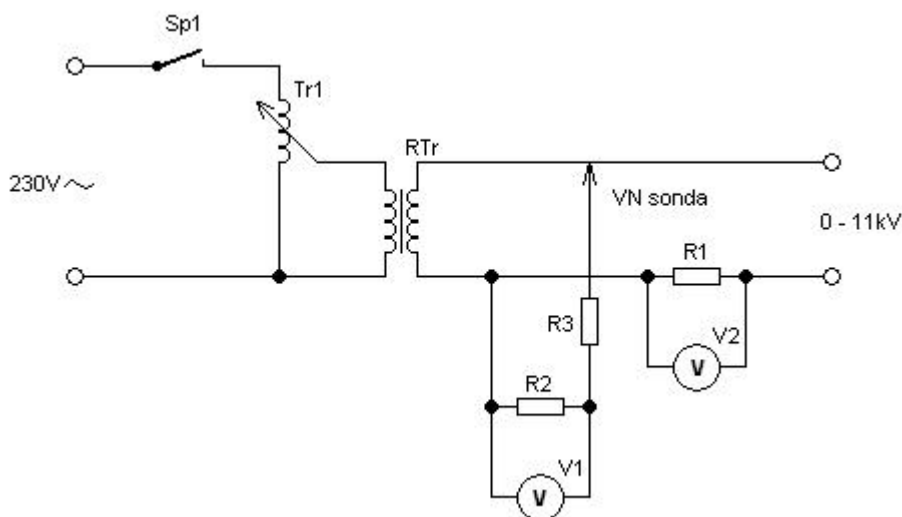 Sp1
Tr1
RTr
230V~
VN sonda
0 - 11kV
R1
R3
V2
V
R2
V1
V